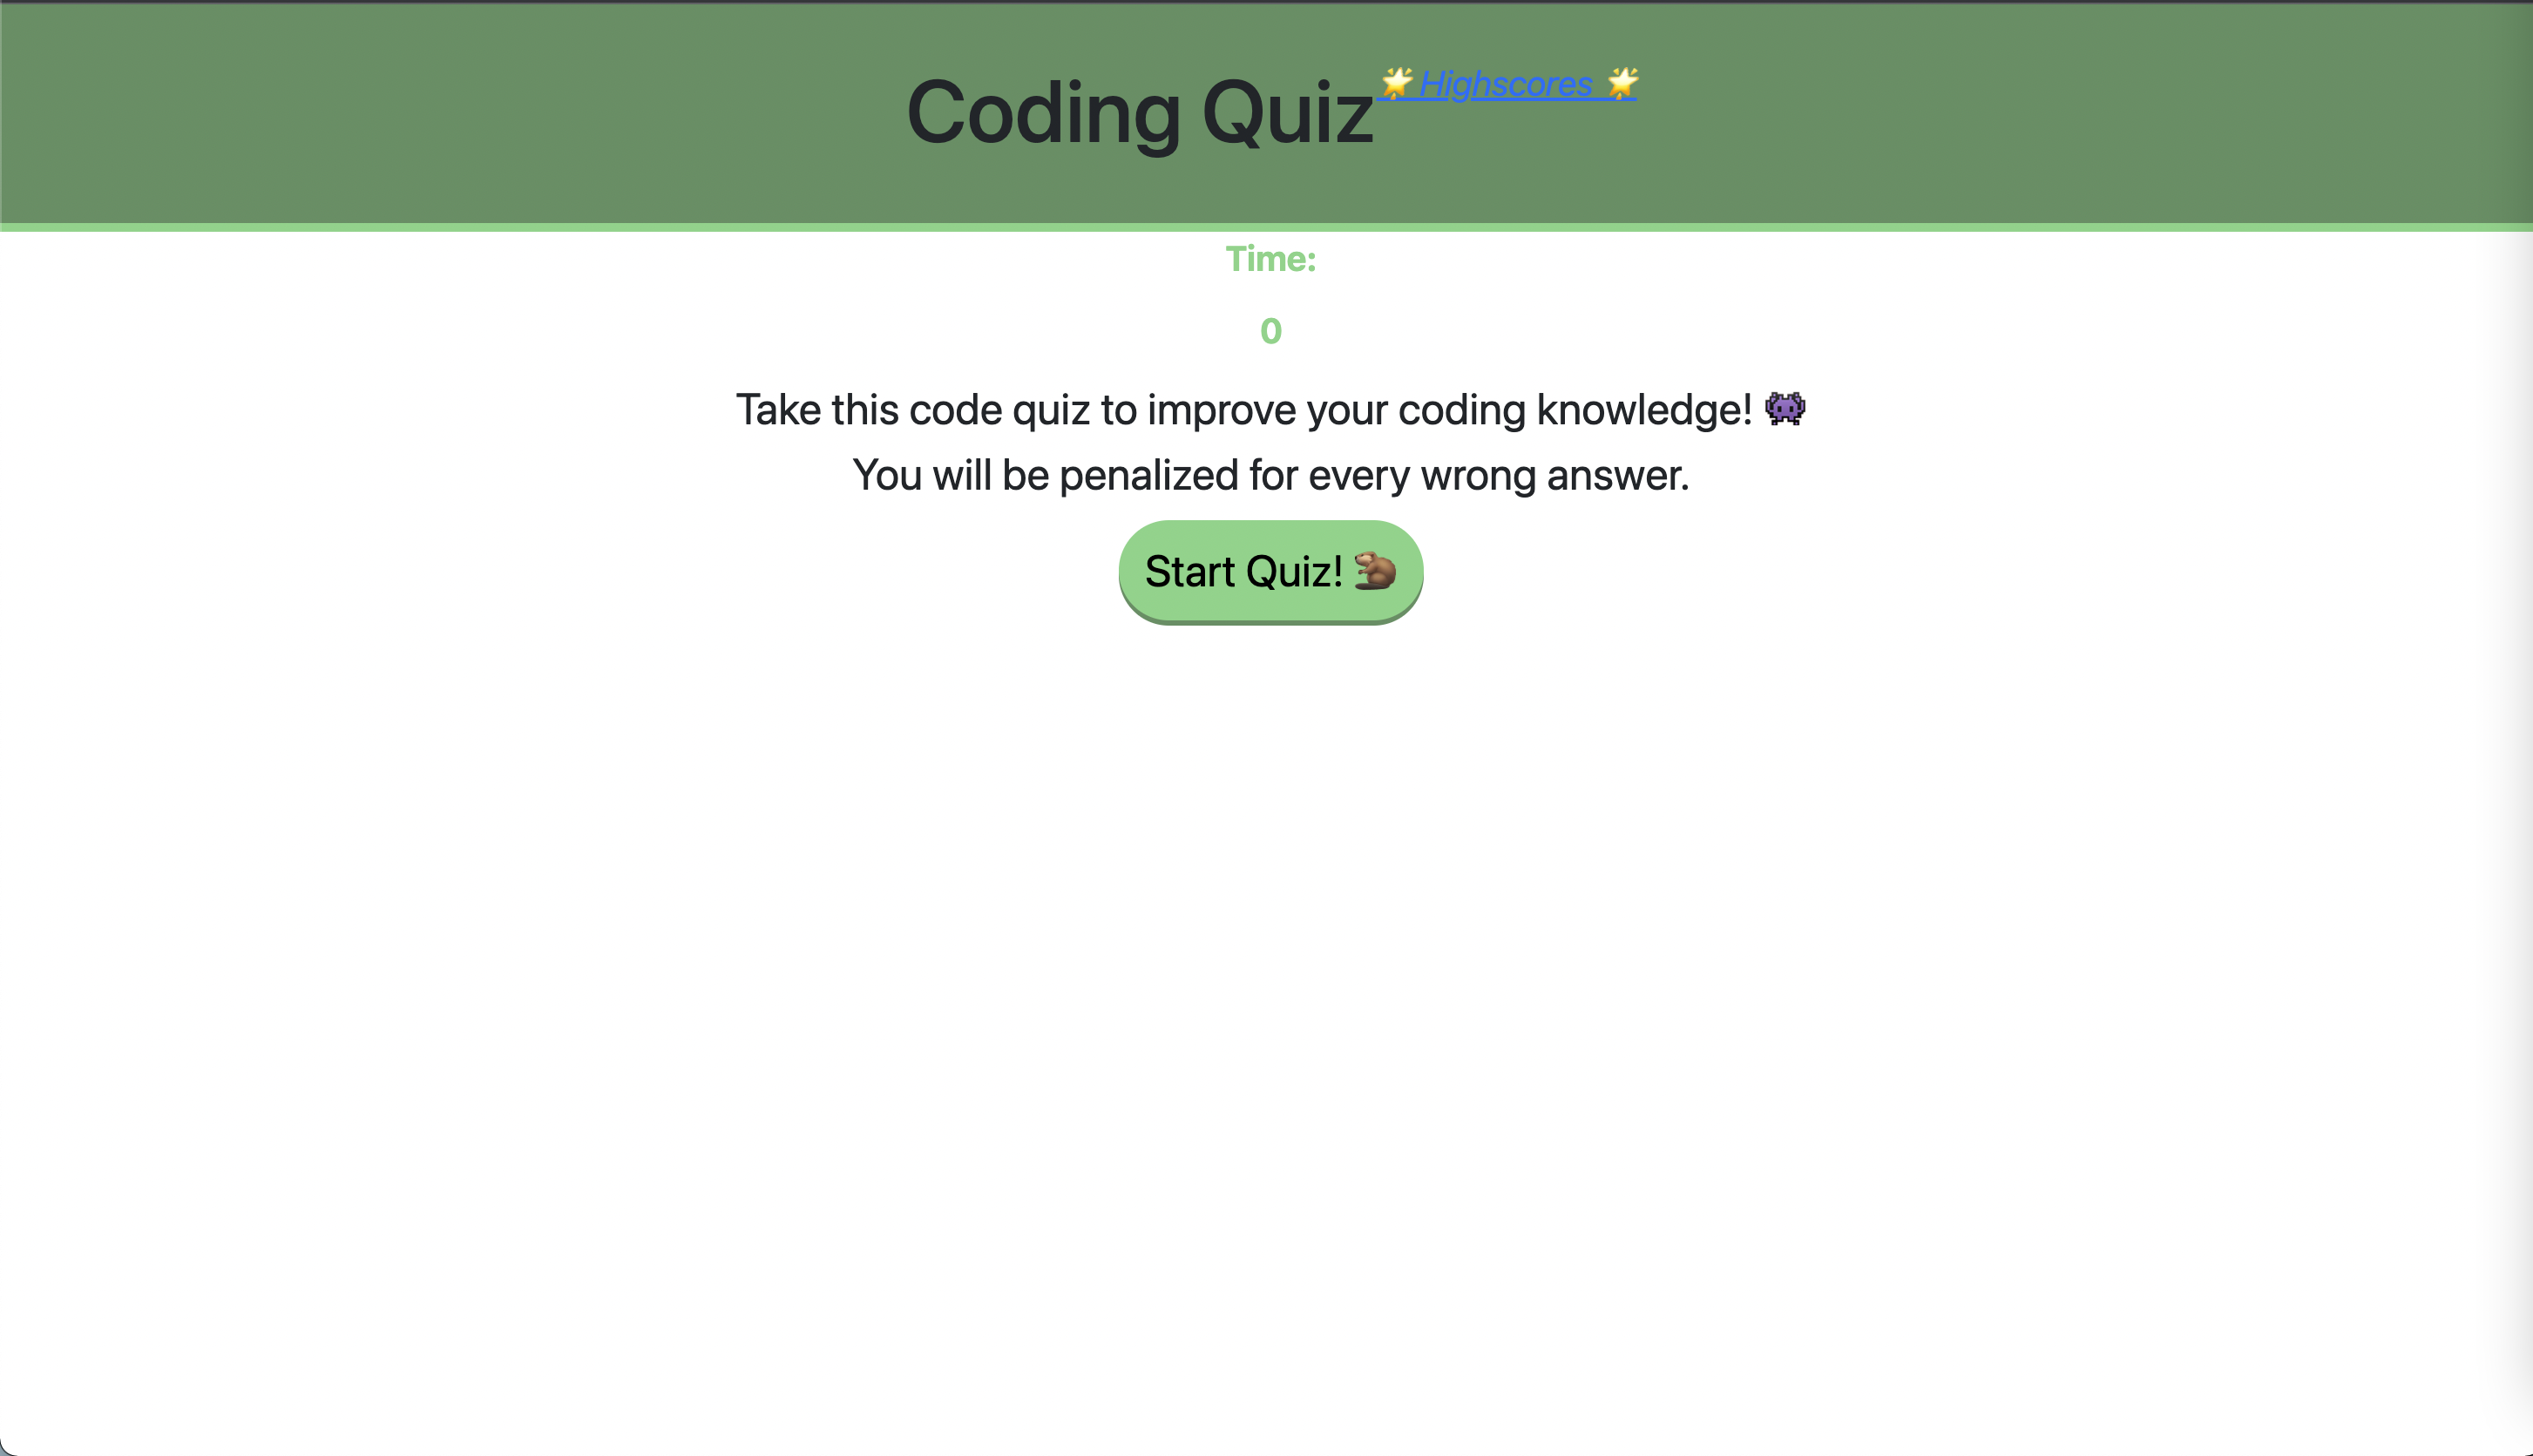 Coding Quiz 🌟 Highscores 🌟
Time:
0
Take this code quiz to improve your coding knowledge! 👾
You will be penalized for every wrong answer.
Start Quiz! 🦫